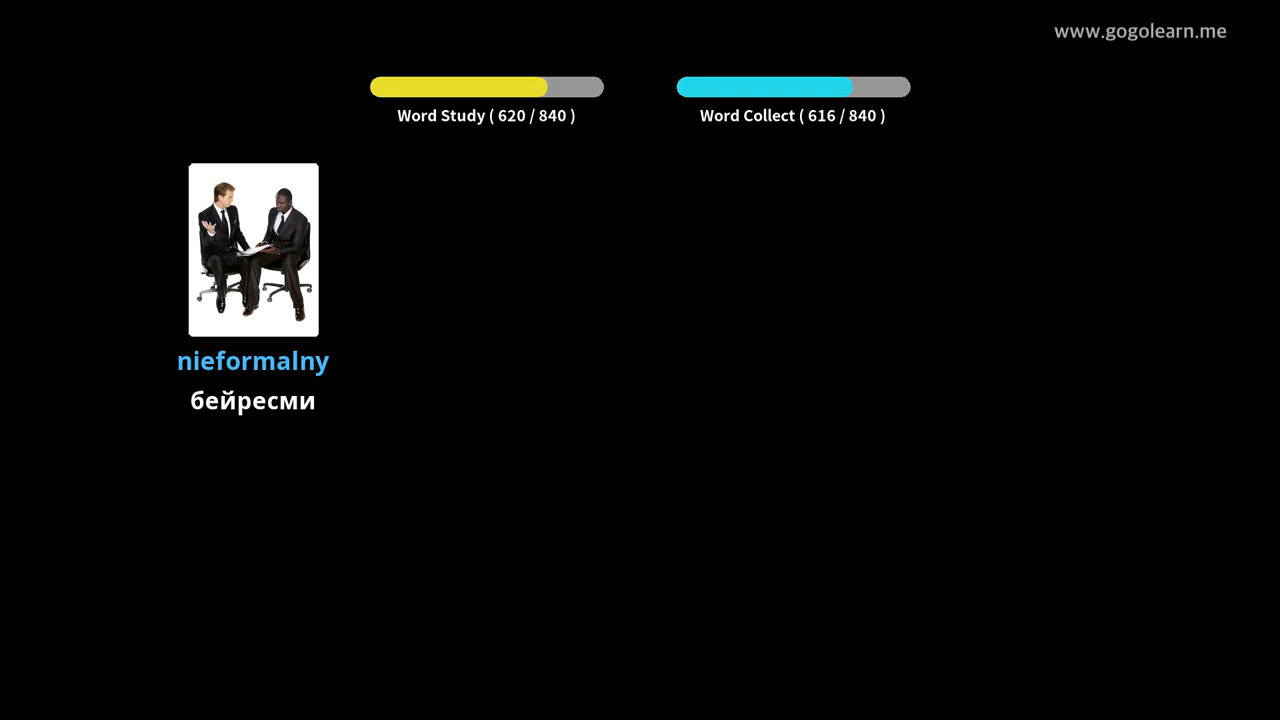 www.gogolearn.me
Word Study ( 620 / 840 )
Word Collect ( 616 / 840 )
nieformalny
бейресми